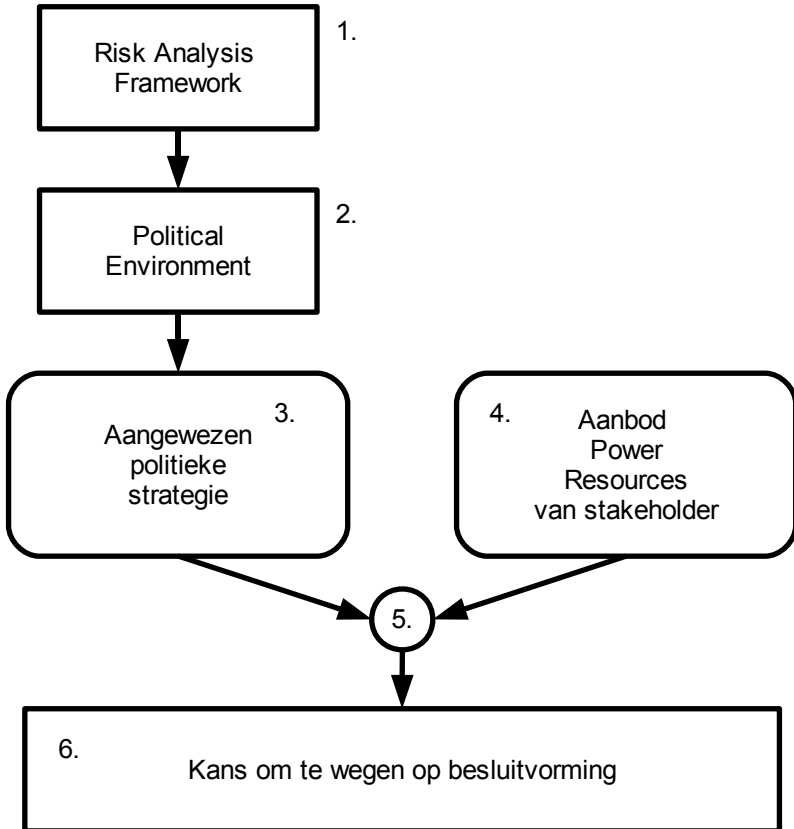 1.
Risk Analysis
Framework
2.
Political
Environment
3.
Aangewezen
politieke
strategie
4.
Aanbod
Power
Resources
van stakeholder
5.
6.
Kans om te wegen op besluitvorming